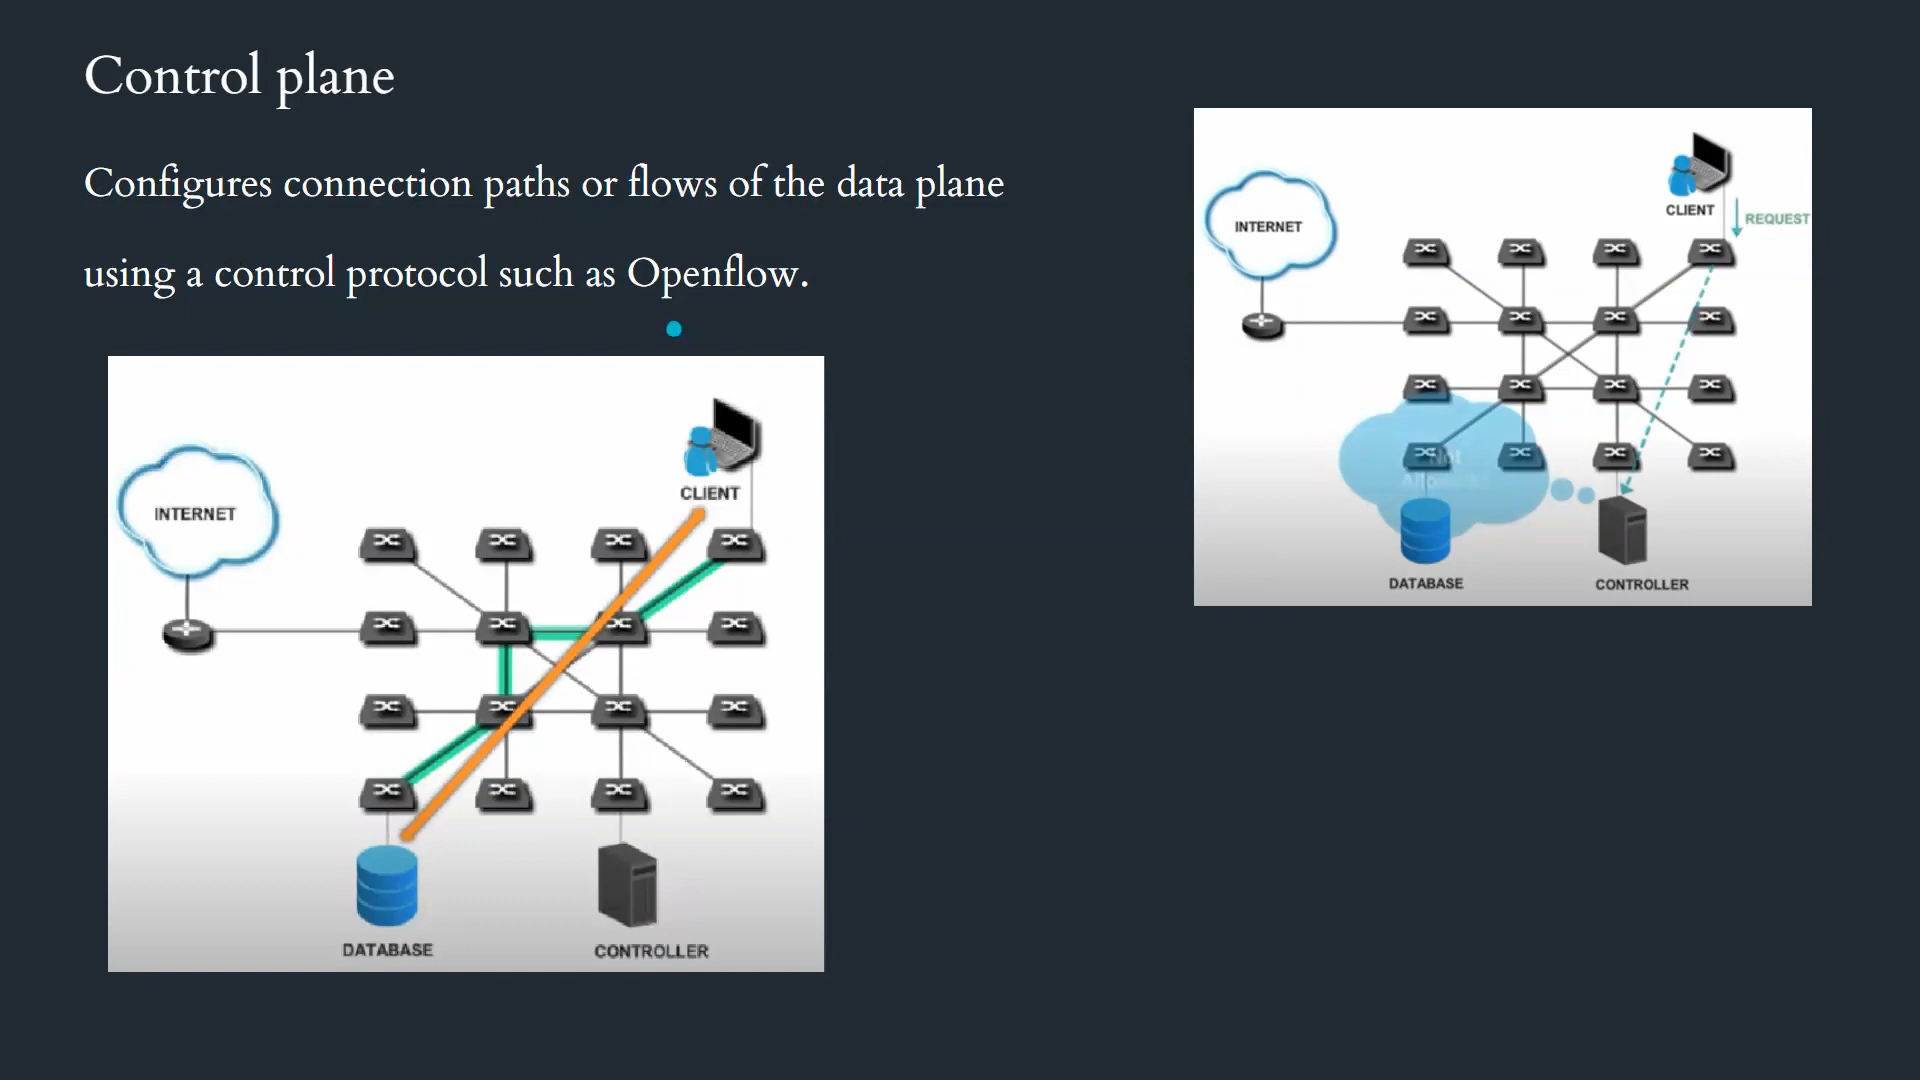 Control plane
Configures connection paths or flows of the data plane
using a control protocol such as Openflow.
INTERNET
CLIENT
DATABASE
CONTROLLER
INTERNET
CLIENT
REQUEST
Not
DATABASE
CONTROLLER